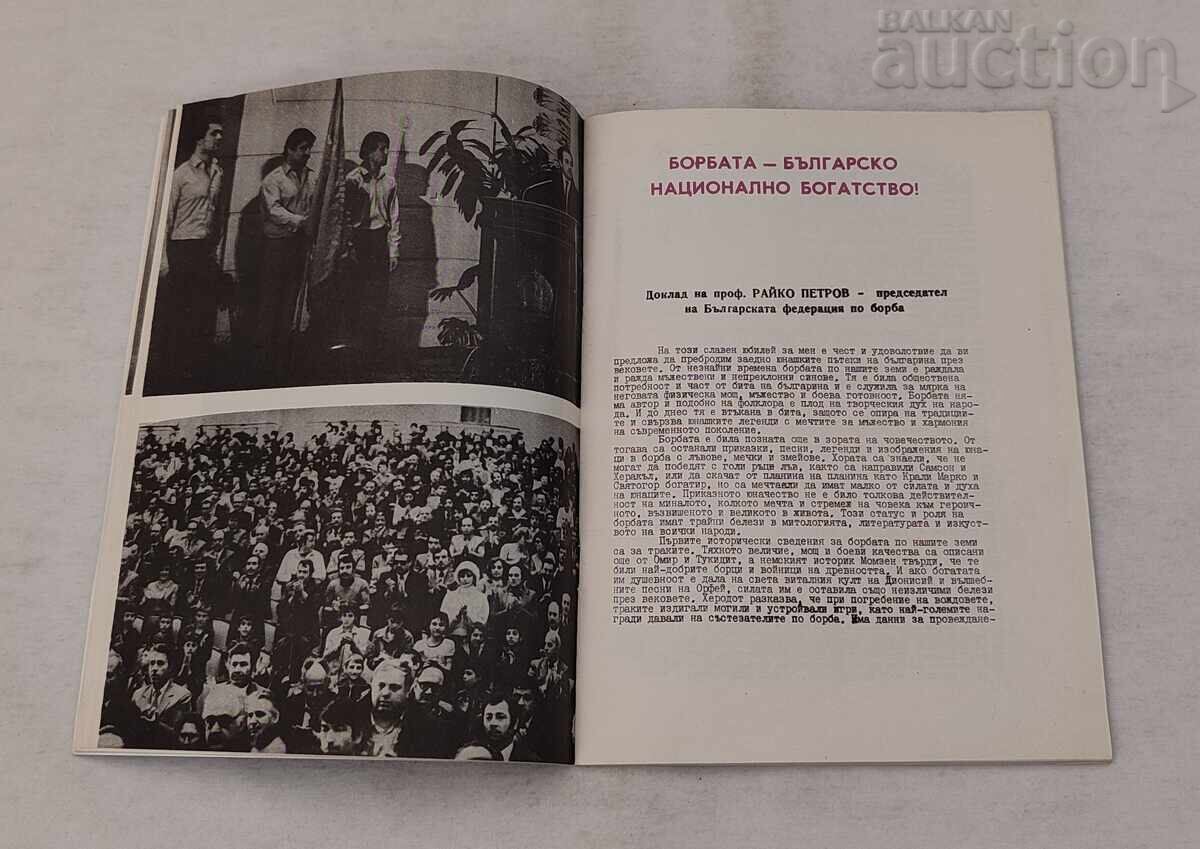 BALKAN
auction
БОРБАТА — БЪЛГАРСКО
НАЦИОНАЛНО БОГАТСТВО!
Доклад на проф. РАЙКО ПЕТРОВ - председател
на Българската федерация по борба
На този славен юбилей за мен е чест и удоволствие да ви
предложа да пребродим заедно юнашките пътеки на българина през
вековете. От незнайни времена борбата по нашите земи е раждала
и ражда мъжествени и непреклонни синове. Тя е била обществена
потребност и част от бита на българина и е служила за мярка на
неговата физическа мощ, мъжество и боева готовност. Борбата ня-
ма автор и подобно на фолклора е плод на творческия дух на наро-
да. И до днес тя е втъкана в бита, защото се опира на традиции-
те и свързва юнашките легенди с мечтите за мъжество и хармония
на съвременното поколение.
Борбата е била позната още в зората на човечеството. От
тогава са останали приказки, песни, легенди и изображения на юна-
ци в борба с лъвове, мечки и змейове. Хората са знаели, че не
могат да победят с голи ръце лъв, както са направили Самсон и
Херакъл, или да скачат от планина на планина като Крали Марко и
Святогор богатир, но са мечтаели да имат малко от силата и духа
на юнаците. Приказното юначество не е било толкова действител-
ност на миналото, колкото мечта и стремеж на човека към героич-
ното, възвишеното и великото в живота. Този статус и роля на
борбата имат трайни белези в митологията, литературата и изкуст-
вото на всички народи.
Първите исторически сведения за борбата по нашите земи
са за траките. Тяхното величие, мощ и боеви качества са описани
още от Омир и Тукидит, а немският историк Момзен твърди, че те
били най-добрите борци и войници на древността. И ако богатата
им душевност е дала на света виталния култ на Дионисий и вълшеб-
ните песни на Орфей, силата им е оставила също неизличими белези
през вековете. Херодот разказва, че при погребение на вождовете,
траките издигали могили и устройвали игри, като най-големите на-
гради давали на състезателите по борба. Има данни за провеждане-